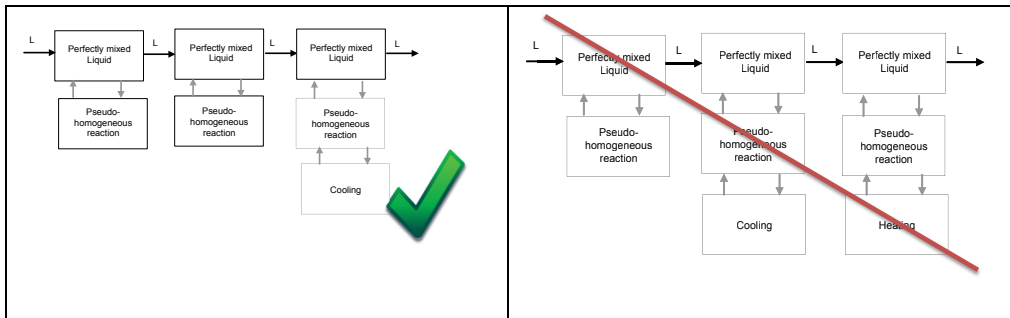 L
L
L
L
Perfectly mixed
Liquid
Perfectly mixed
Liquid
Perfectly mixed
Liquid
Pseudo-
homogeneous
reaction
Pseudo-
homogeneous
reaction
Pseudo-
homogeneous
reaction
Cooling
L
L
L
L
Perfectly mixed
Liquid
Perfectly mixed
Liquid
Perfectly mixed
Liquid
Pseudo-
homogeneous
reaction
Pseudo-
homogeneous
reaction
Pseudo-
homogeneous
reaction
Cooling
Heating